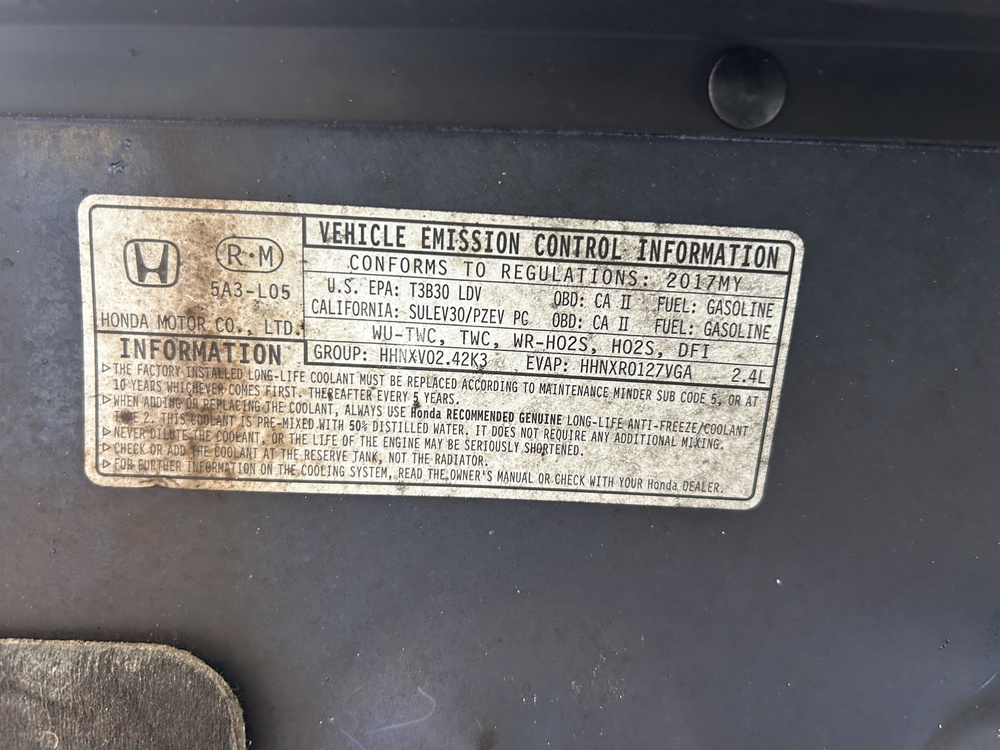 R·M
5A3-L05
HONDA MOTOR CO., LTD.
VEHICLE EMISSION CONTROL INFORMATION
CONFORMS TO REGULATIONS: 2017MY
U.S. EPA: T3B30 LDV OBD: CA II FUEL: GASOLINE
CALIFORNIA: SULEV30/PZEV PC OBD: CA II FUEL: GASOLINE
WU-TWC, TWC, WR-HO2S, HO2S, DFI
GROUP: HHNXV02.42K3 EVAP: HHNXR0127VGA 2.4L
INFORMATION
▷THE FACTORY INSTALLED LONG-LIFE COOLANT MUST BE REPLACED ACCORDING TO MAINTENANCE MINDER SUB CODE 5, OR AT
10 YEARS WHICHEVER COMES FIRST. THEREAFTER EVERY 5 YEARS.
▷WHEN ADDING OR REPLACING THE COOLANT, ALWAYS USE Honda RECOMMENDED GENUINE LONG-LIFE ANTI-FREEZE/COOLANT
TYPE 2. THIS COOLANT IS PRE-MIXED WITH 50% DISTILLED WATER. IT DOES NOT REQUIRE ANY ADDITIONAL MIXING.
▷NEVER DILUTE THE COOLANT, OR THE LIFE OF THE ENGINE MAY BE SERIOUSLY SHORTENED.
▷CHECK OR ADD THE COOLANT AT THE RESERVE TANK, NOT THE RADIATOR.
▷FOR FURTHER INFORMATION ON THE COOLING SYSTEM, READ THE OWNER'S MANUAL OR CHECK WITH YOUR Honda DEALER.